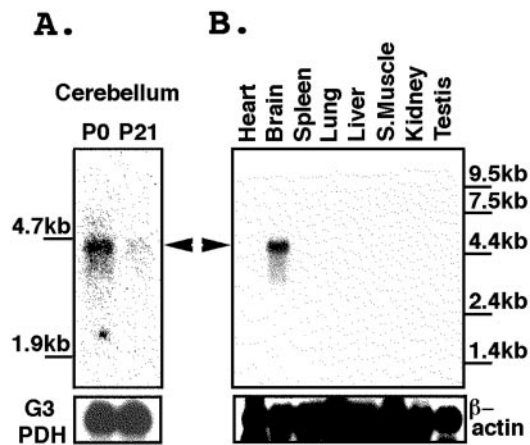 A.
B.
Cerebellum
P0 P21
Heart
Brain
Spleen
Lung
Liver
S.Muscle
Kidney
Testis
4.7kb
1.9kb
9.5kb
7.5kb
4.4kb
2.4kb
1.4kb
G3
PDH
β-
actin